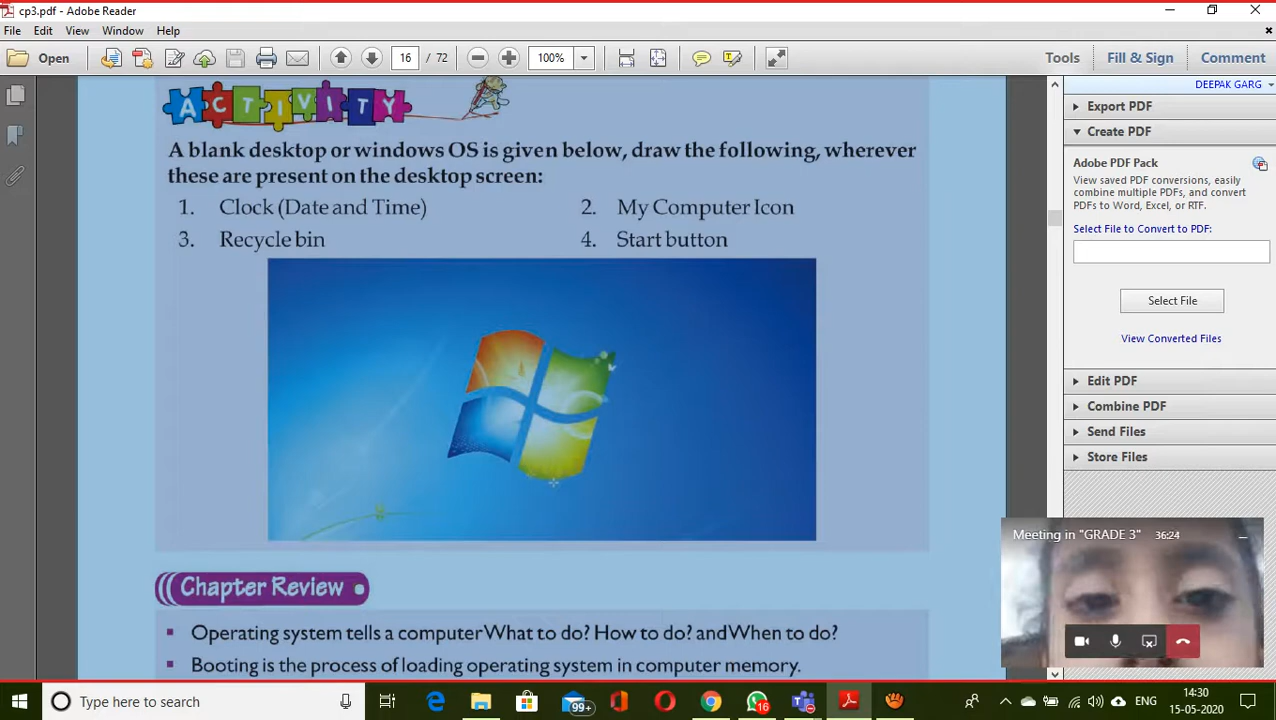 cp3.pdf - Adobe Reader
File Edit View Window Help
Open 16 / 72 100% Tools Fill & Sign Comment
DEEPAK GARG
ACTIVITY
A blank desktop or windows OS is given below, draw the following, wherever
these are present on the desktop screen:
1. Clock (Date and Time) 2. My Computer Icon
3. Recycle bin 4. Start button
Chapter Review
Operating system tells a computer What to do? How to do? and When to do?
Booting is the process of loading operating system in computer memory.
Export PDF
Create PDF
Adobe PDF Pack
View saved PDF conversions, easily
combine multiple PDFs, and convert
PDFs to Word, Excel, or RTF.
Select File to Convert to PDF:
Select File
View Converted Files
Edit PDF
Combine PDF
Send Files
Store Files
Meeting in "GRADE 3" 36:24
Type here to search
99+
16
ENG
14:30
15-05-2020